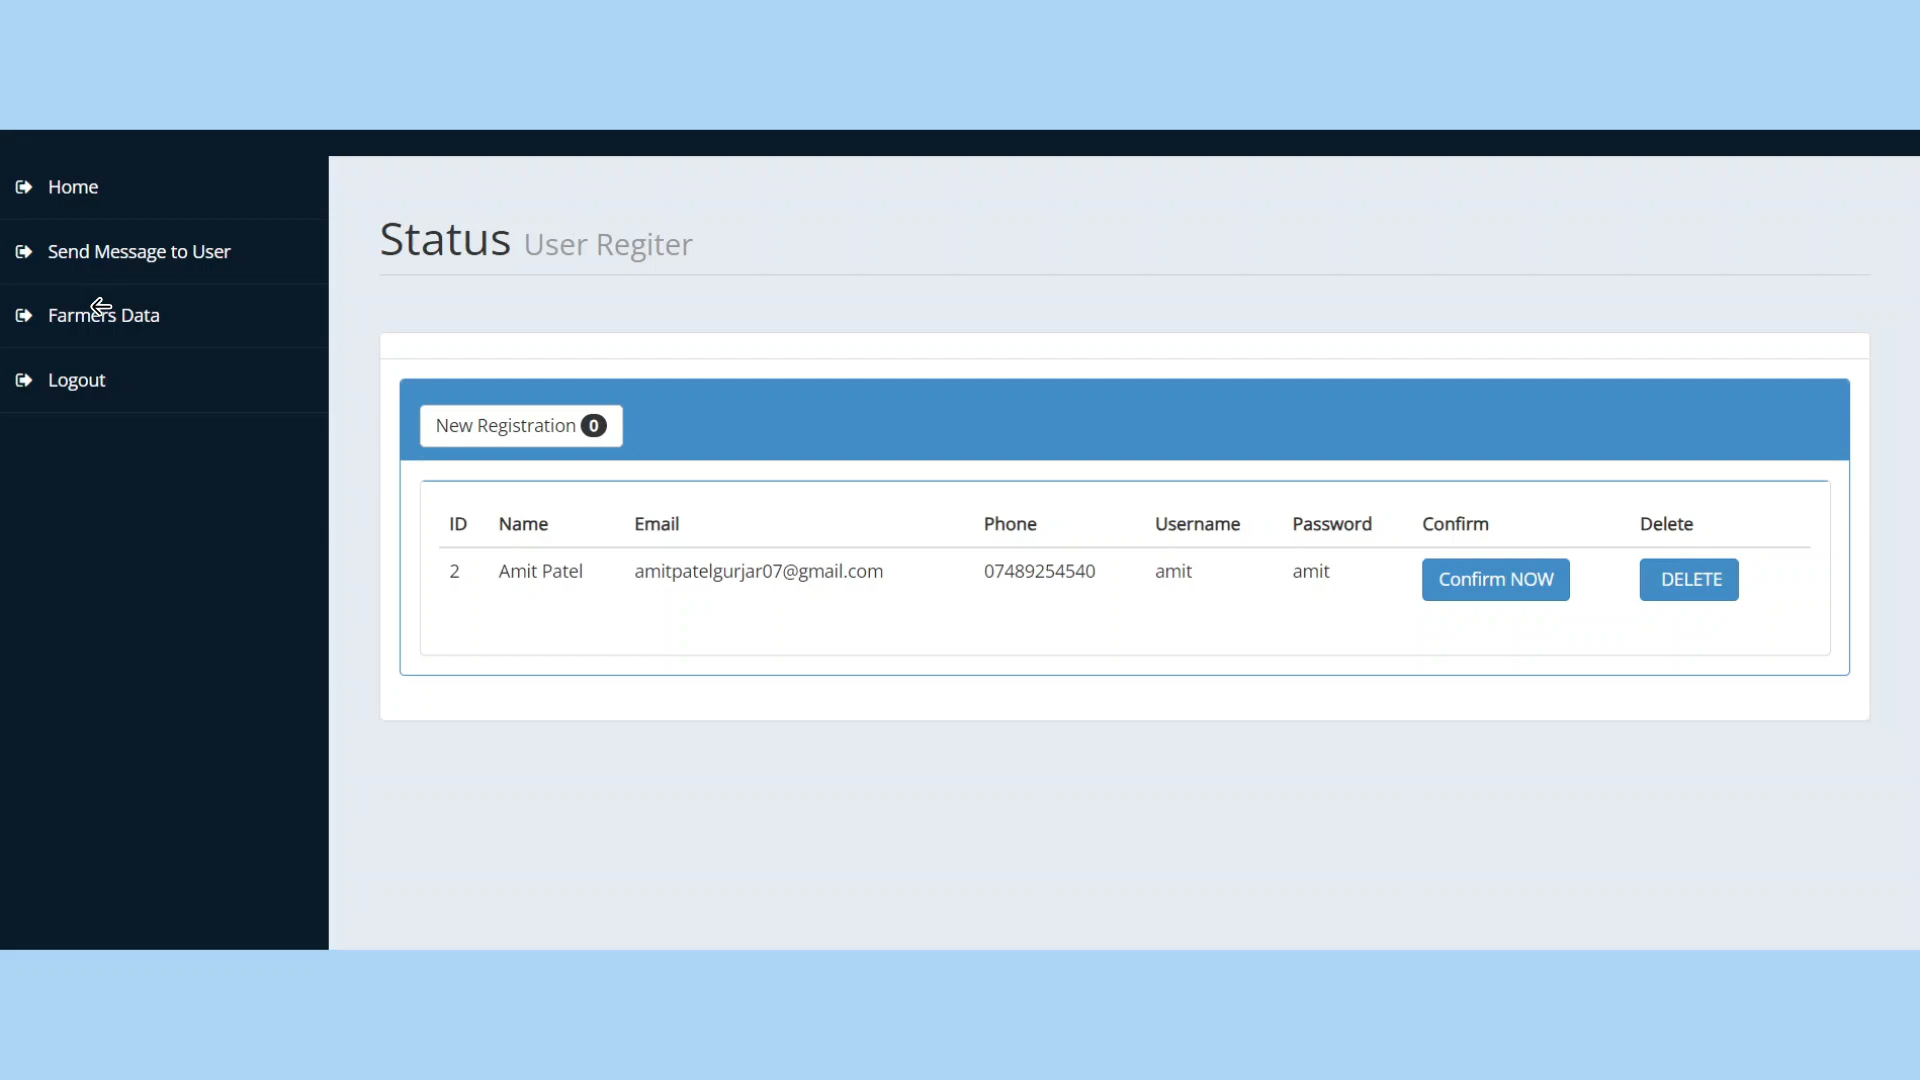 Home
Send Message to User
Farmers Data
Logout
Status User Regiter
New Registration 0
ID Name Email Phone Username Password Confirm Delete
2 Amit Patel amitpatelgurjar07@gmail.com 07489254540 amit amit Confirm NOW DELETE